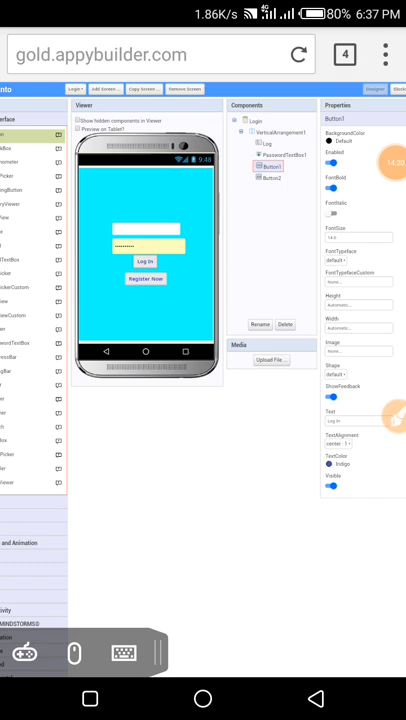 1.86K/s 4G 80% 6:37 PM
gold.appybuilder.com
4
Login
Add Screen ...
Copy Screen ...
Remove Screen
Designer
Viewer
Components
Properties
Show hidden components in Viewer
Preview on Tablet?
9:48
Log In
Register Now
Login
VerticalArrangement1
Log
PasswordTextBox1
Button1
Button2
Rename
Delete
Media
Upload File ...
Button1
BackgroundColor
Default
Enabled
14:20
FontBold
FontItalic
FontSize
14.0
FontTypeface
default
FontTypefaceCustom
None...
Height
Automatic...
Width
Automatic...
Image
None...
Shape
default
ShowFeedback
Text
Log In
TextAlignment
center : 1
TextColor
Indigo
Visible
and Animation
MINDSTORMS®